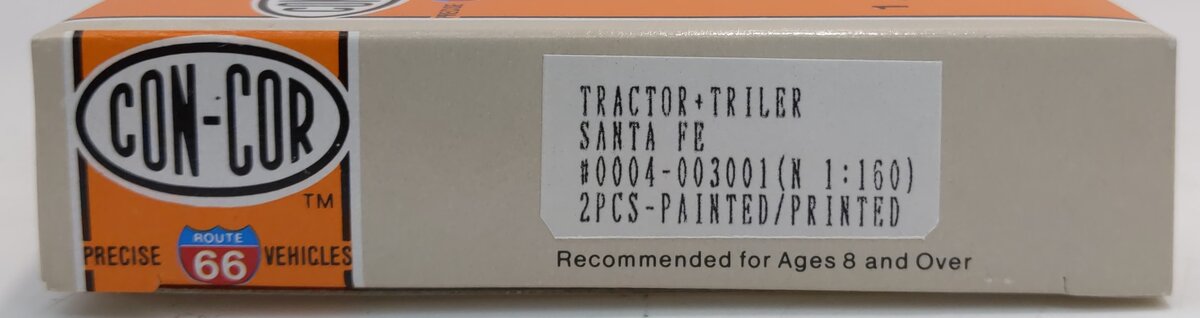 CON-COR
TM
PRECISE ROUTE 66 VEHICLES
TRACTOR+TRILER
SANTA FE
#0004-003001(N 1:160)
2PCS-PAINTED/PRINTED
Recommended for Ages 8 and Over